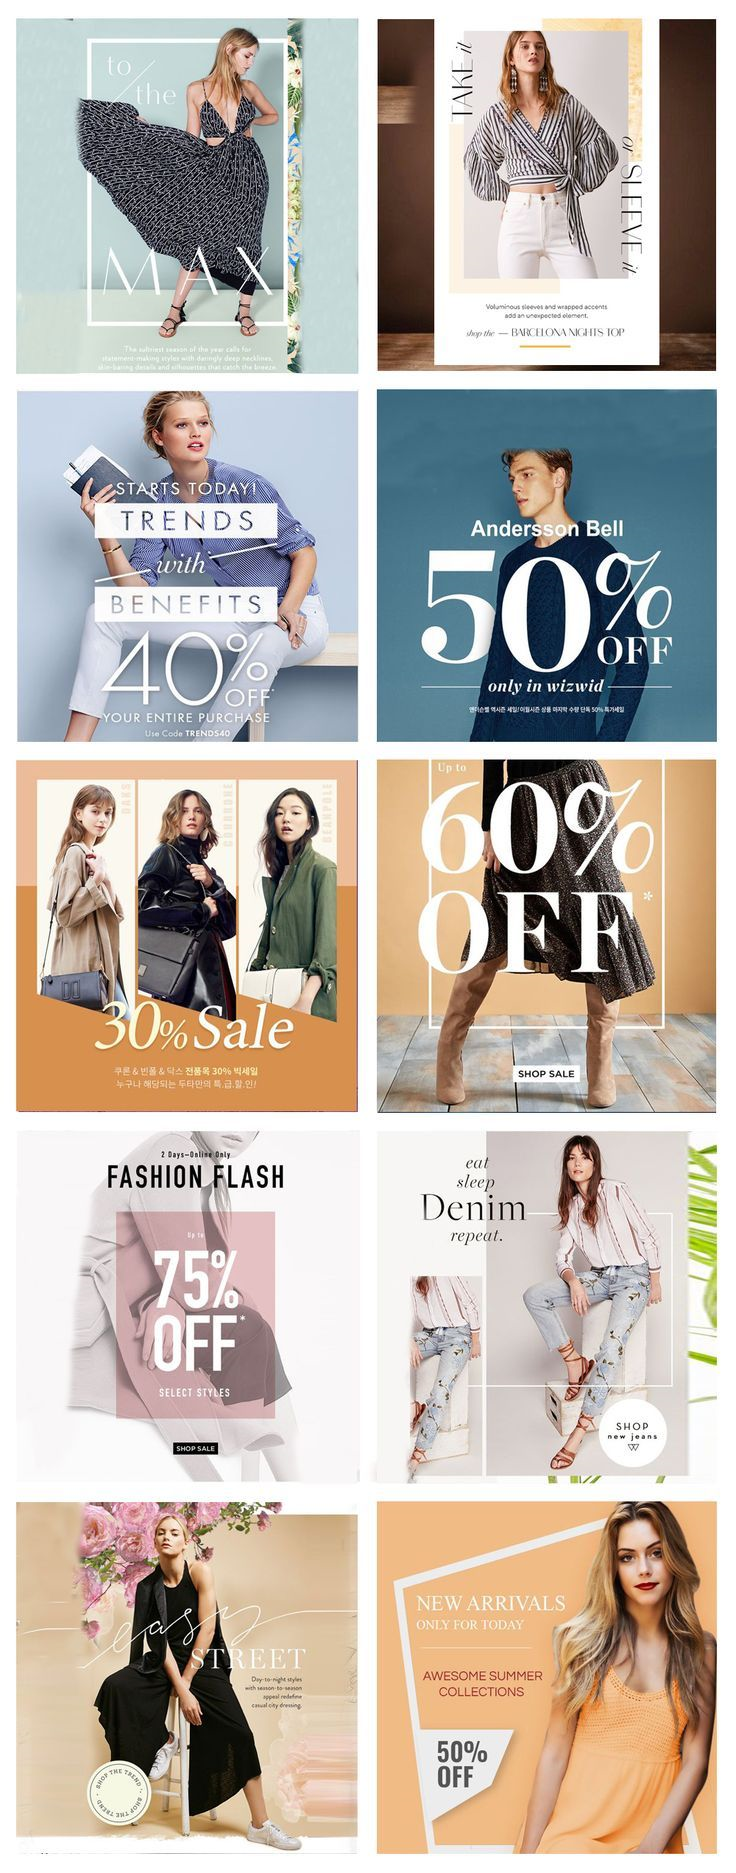 to
the
MAX
The sultriest season of the year calls for
statement-making styles with daringly deep necklines,
skin-baring details and silhouettes that catch the breeze.
TAKE it
or SLEEVE it
Voluminous sleeves and wrapped accents
add an unexpected element.
shop the — BARCELONA NIGHTS TOP
STARTS TODAY!
TRENDS
with
BENEFITS
40%
OFF*
YOUR ENTIRE PURCHASE
Use Code TRENDS40
Andersson Bell
50%
OFF
only in wizwid
앤더슨벨 역시즌 세일! 이월시즌 상품 마지막 수량 단독 50% 특가세일
DAKS
COURONNE
BEANPOLE
30% Sale
쿠론 & 빈폴 & 닥스 전품목 30% 빅세일
누구나 해당되는 두타만의 특.급.할.인!
Up to
60%
OFF*
SHOP SALE
2 Days–Online Only
FASHION FLASH
Up to
75%
OFF*
SELECT STYLES
SHOP SALE
eat
sleep
Denim
repeat.
SHOP
new jeans
W
easy
STREET
Day-to-night styles
with season-to-season
appeal redefine
casual city dressing.
SHOP THE TREND • SHOP THE TREND •
NEW ARRIVALS
ONLY FOR TODAY
AWESOME SUMMER
COLLECTIONS
50%
OFF